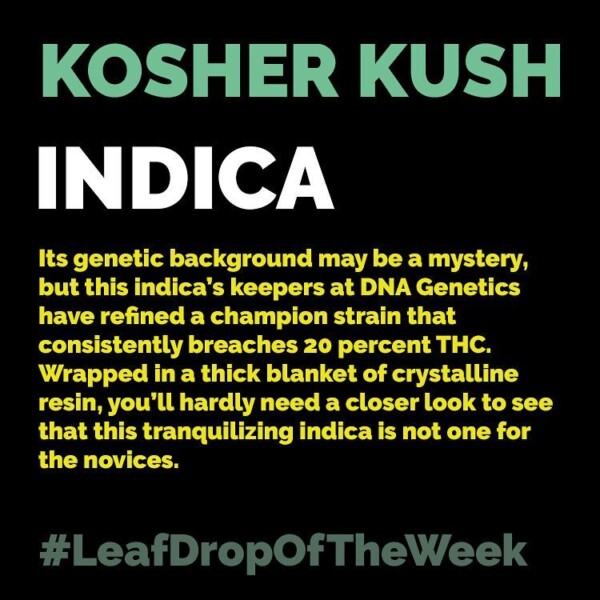 KOSHER KUSH
INDICA
Its genetic background may be a mystery,
but this indica’s keepers at DNA Genetics
have refined a champion strain that
consistently breaches 20 percent THC.
Wrapped in a thick blanket of crystalline
resin, you’ll hardly need a closer look to see
that this tranquilizing indica is not one for
the novices.
#LeafDropOfTheWeek